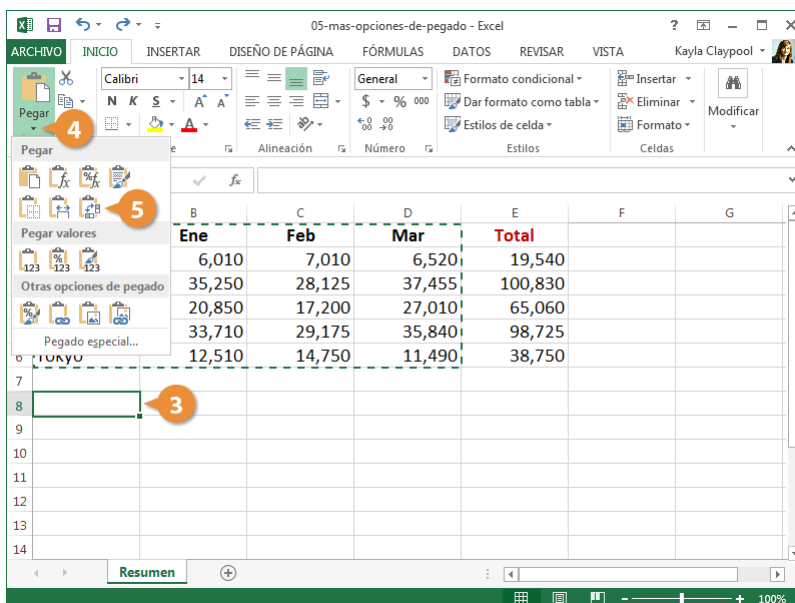 05-mas-opciones-de-pegado - Excel
ARCHIVO INICIO INSERTAR DISEÑO DE PÁGINA FÓRMULAS DATOS REVISAR VISTA Kayla Claypool
Pegar
Calibri 14
N K S A A
A
General
$ % 000
Formato condicional
Dar formato como tabla
Estilos de celda
Insertar
Eliminar
Formato
Modificar
4
Alineación Número Estilos Celdas
Pegar
fx %fx
5
Pegar valores
123 %123 123
Otras opciones de pegado
Pegado especial...
fx
B C D E F G
Ene Feb Mar Total
6,010 7,010 6,520 19,540
35,250 28,125 37,455 100,830
20,850 17,200 27,010 65,060
33,710 29,175 35,840 98,725
6 Tokyo 12,510 14,750 11,490 38,750
7
8 3
9
10
11
12
13
14
Resumen
100%